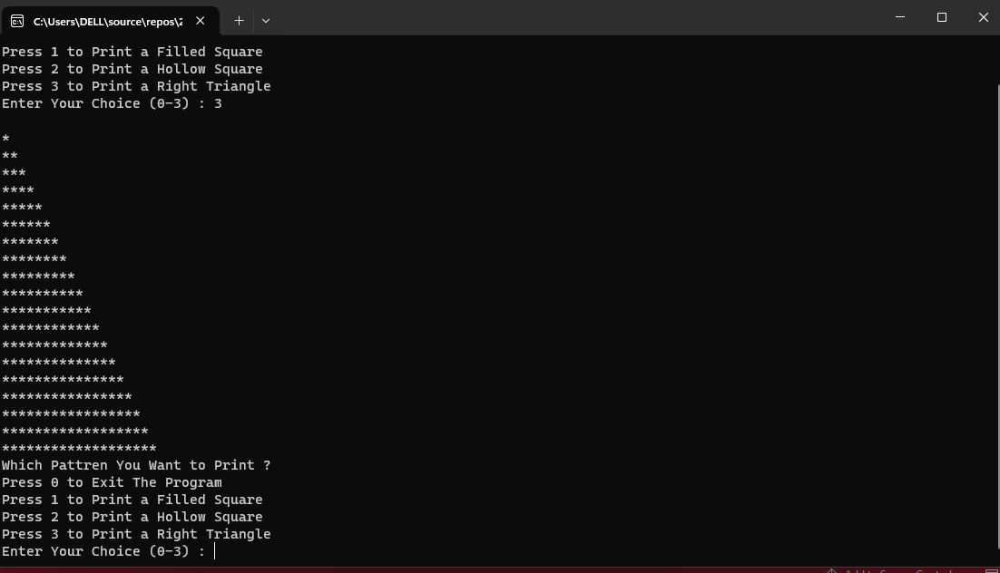 C:\Users\DELL\source\repos\2
Press 1 to Print a Filled Square
Press 2 to Print a Hollow Square
Press 3 to Print a Right Triangle
Enter Your Choice (0-3) : 3
*
**
***
****
*****
******
*******
********
*********
**********
***********
************
*************
**************
***************
****************
*****************
******************
*******************
Which Pattren You Want to Print ?
Press 0 to Exit The Program
Press 1 to Print a Filled Square
Press 2 to Print a Hollow Square
Press 3 to Print a Right Triangle
Enter Your Choice (0-3) :